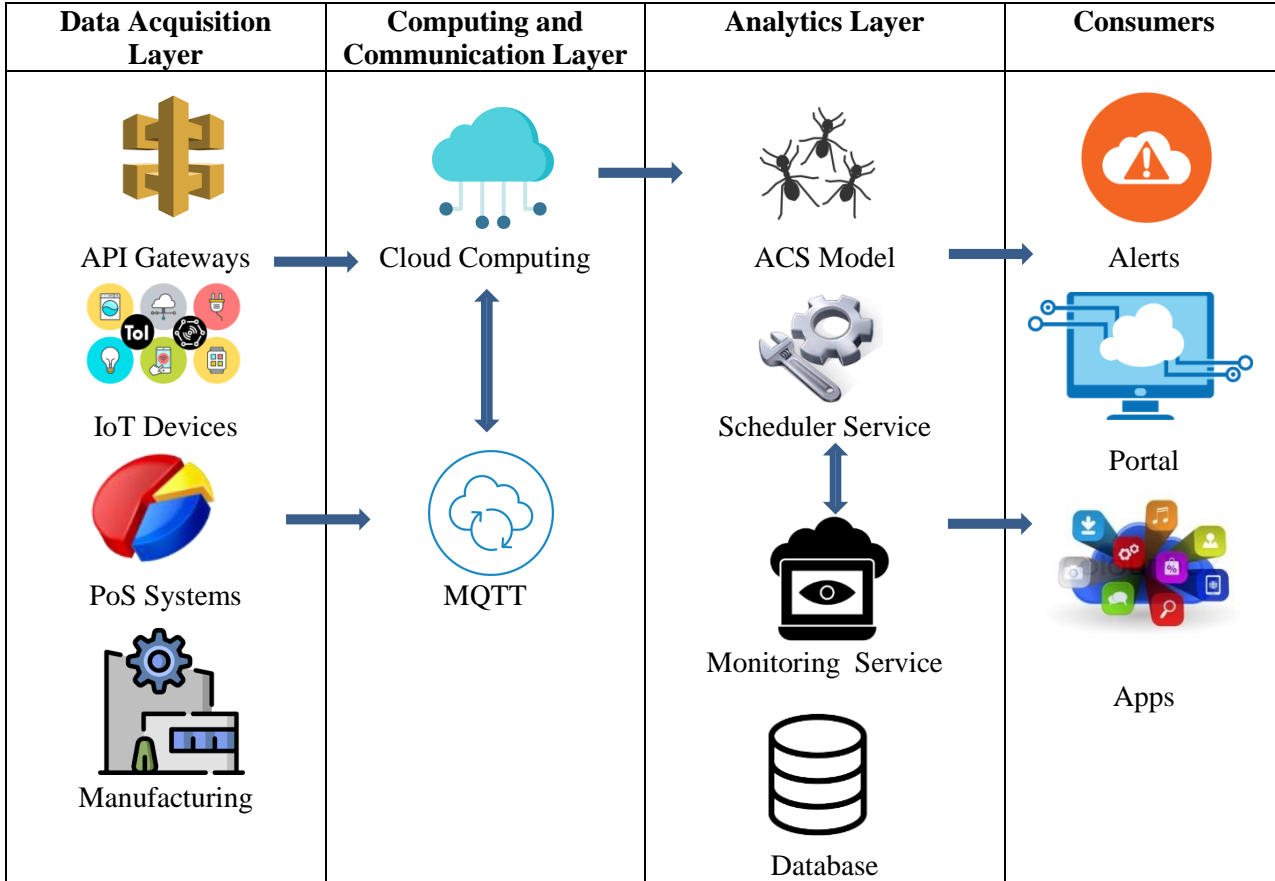 Data Acquisition
Layer
Computing and
Communication Layer
Analytics Layer
Consumers
API Gateways
ToI
IoT Devices
PoS Systems
Manufacturing
Cloud Computing
MQTT
ACS Model
Scheduler Service
Monitoring Service
Database
Alerts
Portal
%
Apps